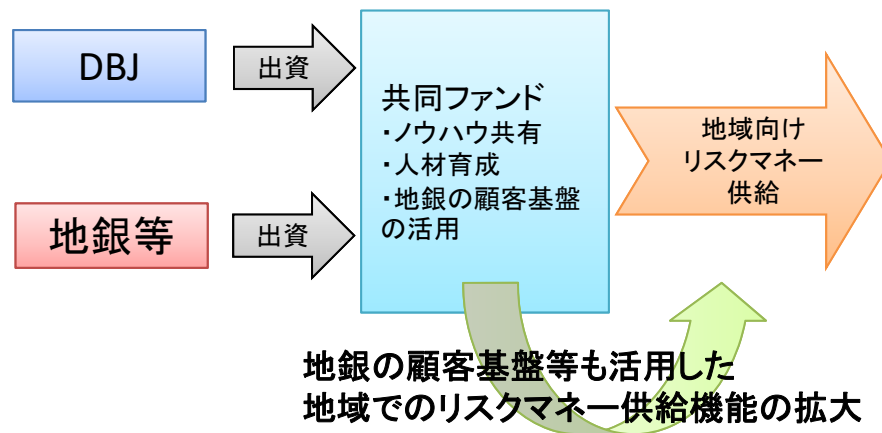 DBJ
出資
共同ファンド
・ノウハウ共有
・人材育成
・地銀の顧客基盤
の活用
地域向け
リスクマネー
供給
地銀等
出資
地銀の顧客基盤等も活用した
地域でのリスクマネー供給機能の拡大